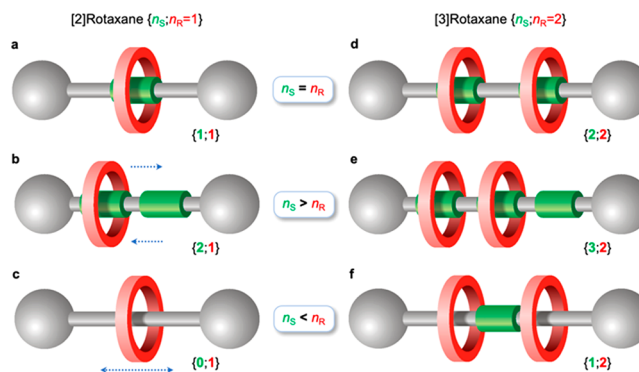 [2]Rotaxane {nS;nR=1}
[3]Rotaxane {nS;nR=2}
a
d
nS = nR
{1;1}
{2;2}
b
e
nS > nR
{2;1}
{3;2}
c
f
nS < nR
{0;1}
{1;2}